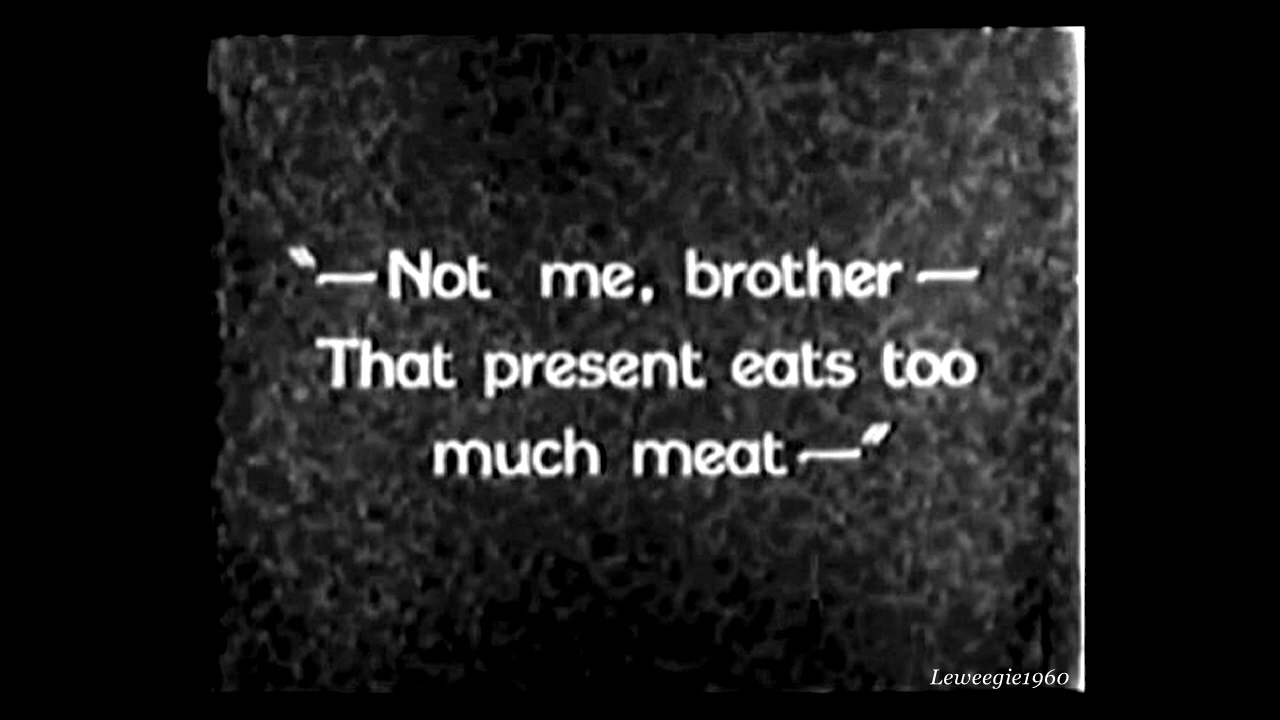 "—Not me, brother—
That present eats too
much meat—"
Leweegie1960